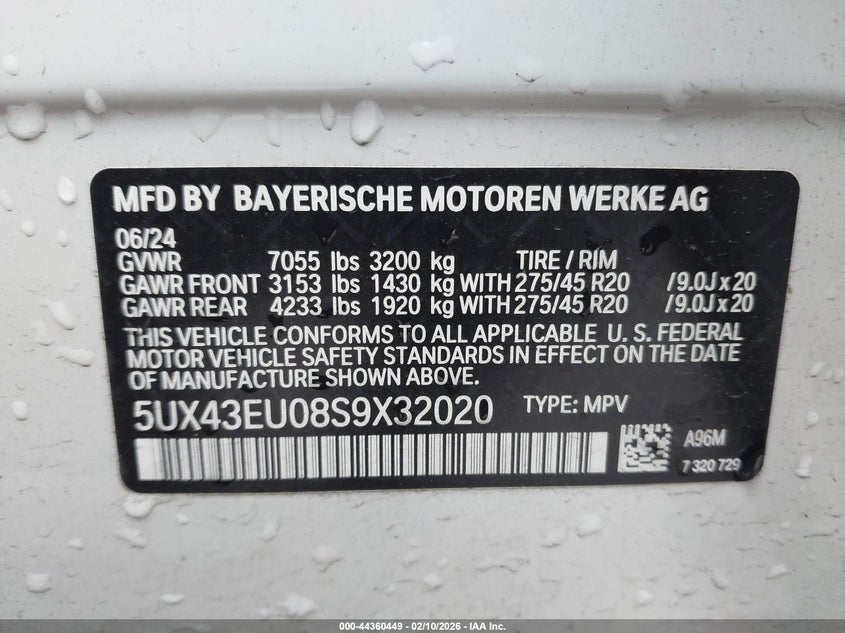 MFD BY BAYERISCHE MOTOREN WERKE AG
06/24
GVWR 7055 lbs 3200 kg TIRE / RIM
GAWR FRONT 3153 lbs 1430 kg WITH 275/45 R20 /9.0J x 20
GAWR REAR 4233 lbs 1920 kg WITH 275/45 R20 /9.0J x 20
THIS VEHICLE CONFORMS TO ALL APPLICABLE U. S. FEDERAL
MOTOR VEHICLE SAFETY STANDARDS IN EFFECT ON THE DATE
OF MANUFACTURE SHOWN ABOVE.
5UX43EU08S9X32020 TYPE: MPV
A96M
7 320 729
000-44360449 - 02/10/2026 - IAA Inc.